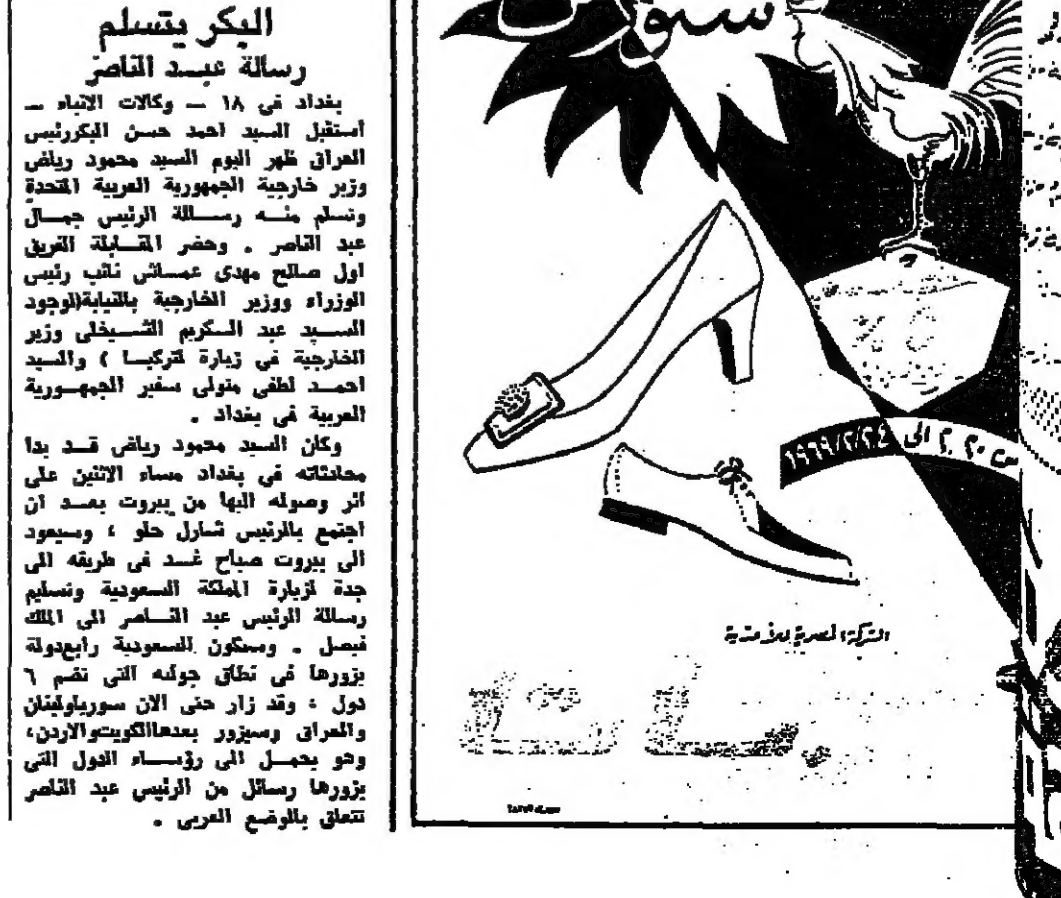 البكر يتسلم
رسالة عبد الناصر
بغداد في ١٨ — وكالات الانباء —
استقبل السيد احمد حسن البكررئيس
العراق ظهر اليوم السيد محمود رياض
وزير خارجية الجمهورية العربية المتحدة
وتسلم منه رسالة الرئيس جمال
عبد الناصر . وحضر المقابلة الفريق
اول صالح مهدى عمساش نائب رئيس
الوزراء ووزير الخارجية بالنيابة(لوجود
السيد عبد الكريم الشيخلى وزير
الخارجية في زيارة لتركيا ) والسيد
احمد لطفى متولى سفير الجمهورية
العربية في بغداد .
وكان السيد محمود رياض قد بدا
محادثاته في بغداد مساء الاثنين على
اثر وصوله اليها من بيروت بعد ان
اجتمع بالرئيس شارل حلو ، وسيعود
الى بيروت صباح غد في طريقه الى
جدة لزيارة المملكة السعودية وتسليم
رسالة الرئيس عبد الناصر الى الملك
فيصل . وستكون السعودية رابعدولة
يزورها في نطاق جولته التى تضم ٦
دول ، وقد زار حتى الان سورياولبنان
والعراق وسيزور بعدهاالكويتوالاردن،
وهو يحمل الى رؤساء الدول التى
يزورها رسائل من الرئيس عبد الناصر
تتعلق بالوضع العربى .
من ٢٠ ,٢ الى ١٩٦٩/٢/٢٤
الشركة المصرية للأحذية